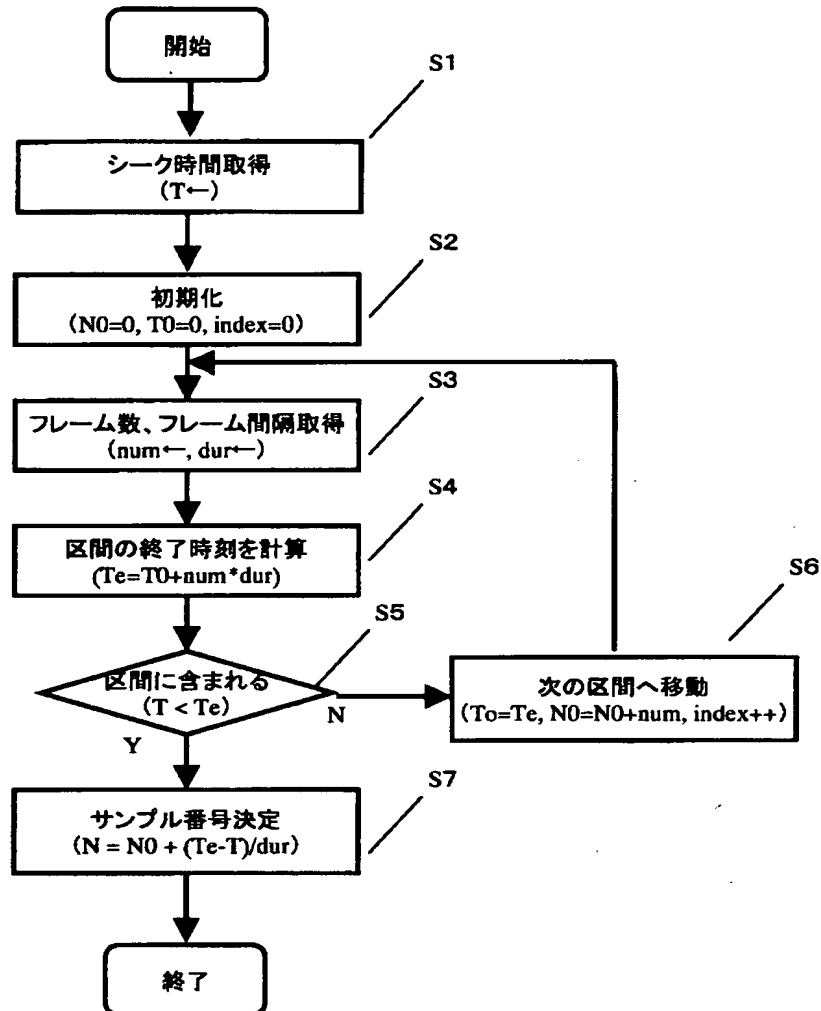 開始
S1
シーク時間取得
(T←)
S2
初期化
(N0=0, T0=0, index=0)
S3
フレーム数、フレーム間隔取得
(num←, dur←)
S4
区間の終了時刻を計算
(Te=T0+num*dur)
S5
区間に含まれる
(T < Te)
N
Y
S6
次の区間へ移動
(To=Te, N0=N0+num, index++)
S7
サンプル番号決定
(N = N0 + (Te-T)/dur)
終了